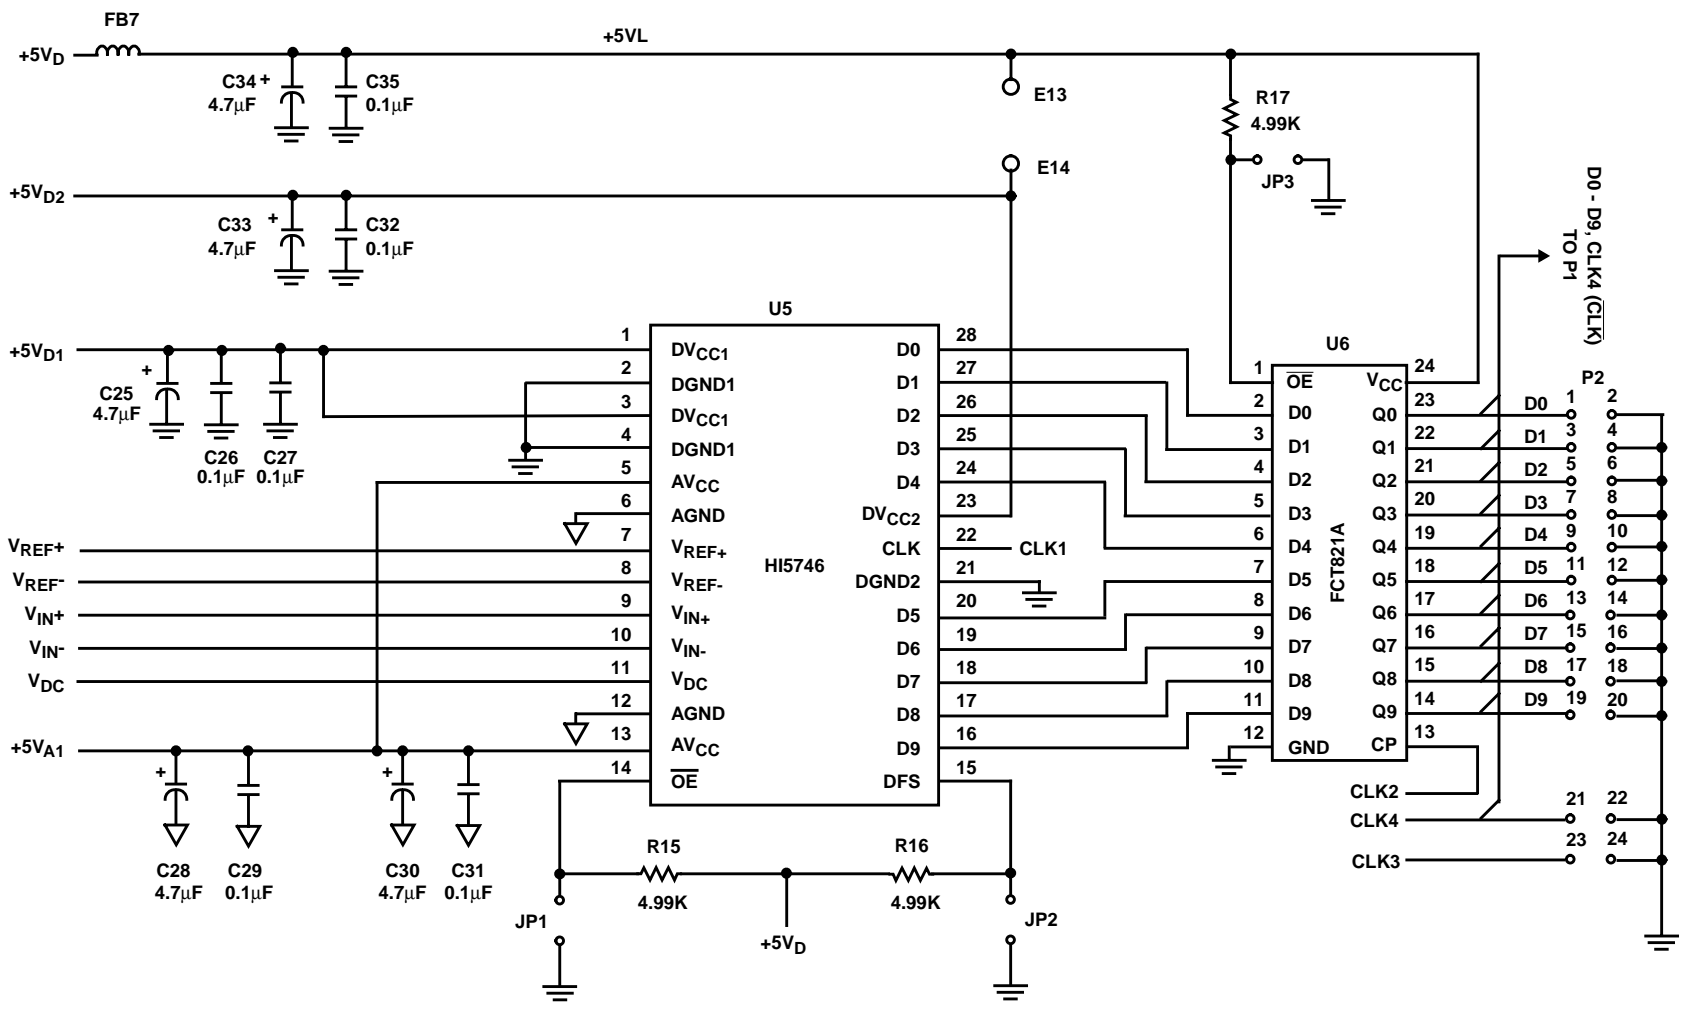 FB7
+5VD
+5VL
C34 +
4.7µF
C35
0.1µF
E13
E14
R17
4.99K
JP3
+5VD2
+
C33
4.7µF
C32
0.1µF
D0 - D9, CLK4 (CLK)
TO P1
+5VD1
+
C25
4.7µF
C26
0.1µF
C27
0.1µF
U5
HI5746
1 DVCC1
2 DGND1
3 DVCC1
4 DGND1
5 AVCC
6 AGND
7 VREF+
8 VREF-
9 VIN+
10 VIN-
11 VDC
12 AGND
13 AVCC
14 OE
D0 28
D1 27
D2 26
D3 25
D4 24
DVCC2 23
CLK 22 CLK1
DGND2 21
D5 20
D6 19
D7 18
D8 17
D9 16
DFS 15
VREF+
VREF-
VIN+
VIN-
VDC
+5VA1
+
C28
4.7µF
C29
0.1µF
+
C30
4.7µF
C31
0.1µF
R15
4.99K
R16
4.99K
JP1
+5VD
JP2
U6
FCT821A
1 OE
2 D0
3 D1
4 D2
5 D3
6 D4
7 D5
8 D6
9 D7
10 D8
11 D9
12 GND
VCC 24
Q0 23
Q1 22
Q2 21
Q3 20
Q4 19
Q5 18
Q6 17
Q7 16
Q8 15
Q9 14
CP 13
P2
D0 1 2
D1 3 4
D2 5 6
D3 7 8
D4 9 10
D5 11 12
D6 13 14
D7 15 16
D8 17 18
D9 19 20
CLK2
CLK4 21 22
CLK3 23 24